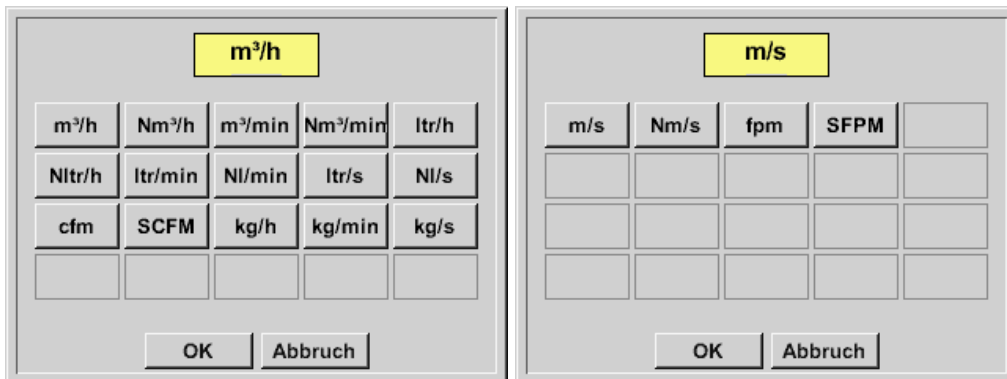 m³/h
m³/h Nm³/h m³/min Nm³/min ltr/h
Nltr/h ltr/min Nl/min ltr/s Nl/s
cfm SCFM kg/h kg/min kg/s
OK Abbruch
m/s
m/s Nm/s fpm SFPM
OK Abbruch